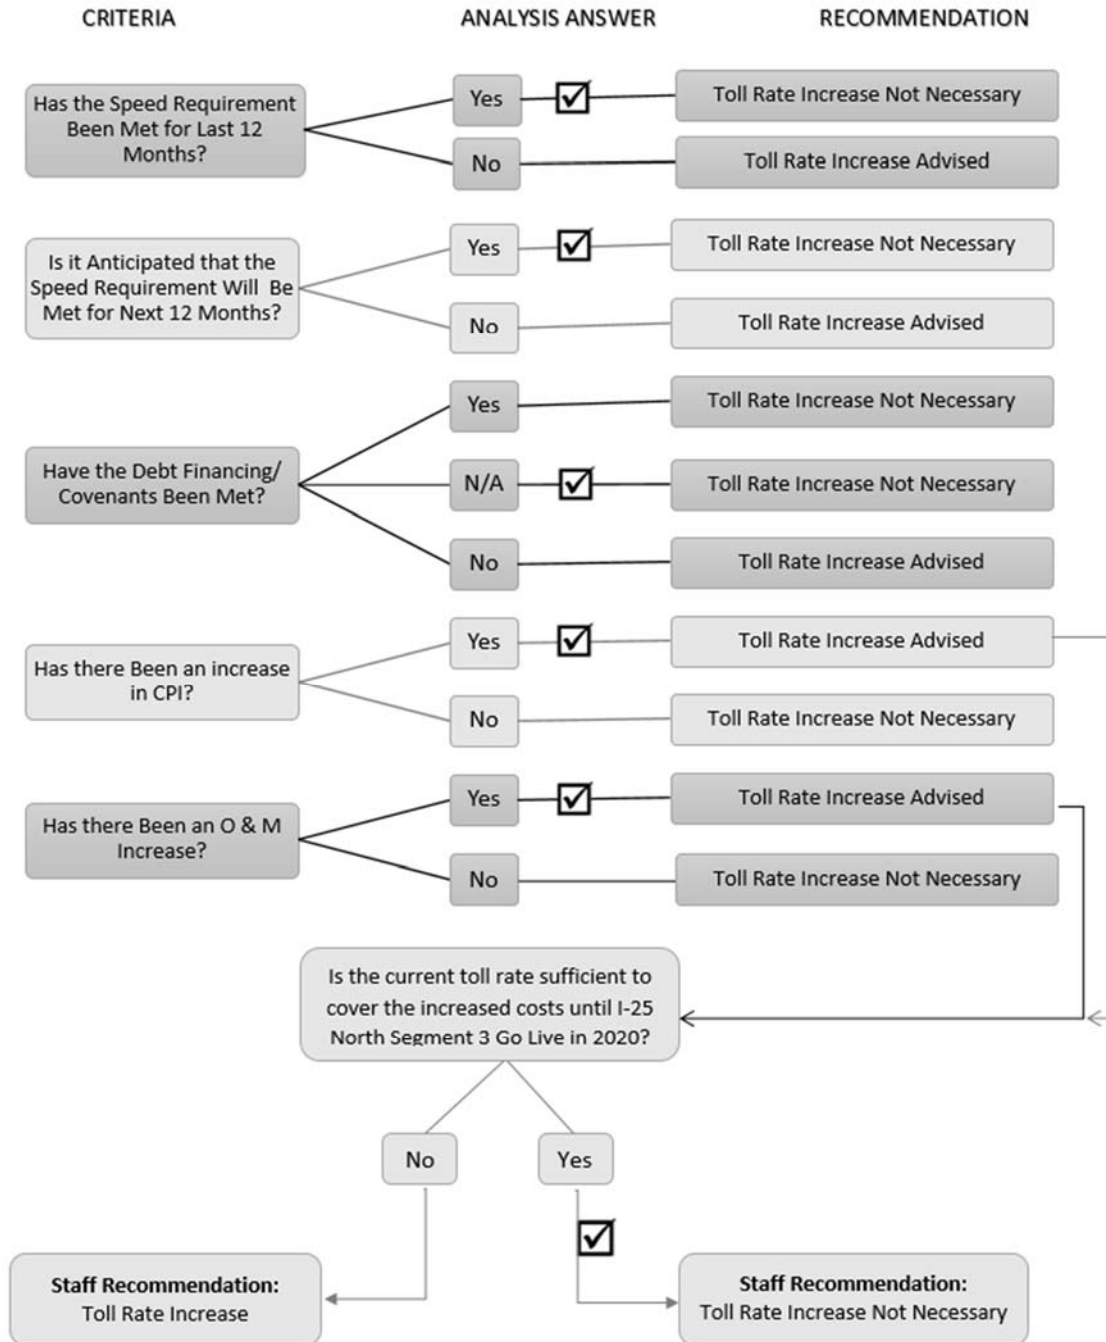 CRITERIA
ANALYSIS ANSWER
RECOMMENDATION
Has the Speed Requirement
Been Met for Last 12
Months?
Yes
Toll Rate Increase Not Necessary
No
Toll Rate Increase Advised
Is it Anticipated that the
Speed Requirement Will Be
Met for Next 12 Months?
Yes
Toll Rate Increase Not Necessary
No
Toll Rate Increase Advised
Have the Debt Financing/
Covenants Been Met?
Yes
Toll Rate Increase Not Necessary
N/A
Toll Rate Increase Not Necessary
No
Toll Rate Increase Advised
Has there Been an increase
in CPI?
Yes
Toll Rate Increase Advised
No
Toll Rate Increase Not Necessary
Has there Been an O & M
Increase?
Yes
Toll Rate Increase Advised
No
Toll Rate Increase Not Necessary
Is the current toll rate sufficient to
cover the increased costs until I-25
North Segment 3 Go Live in 2020?
No
Yes
Staff Recommendation:
Toll Rate Increase
Staff Recommendation:
Toll Rate Increase Not Necessary